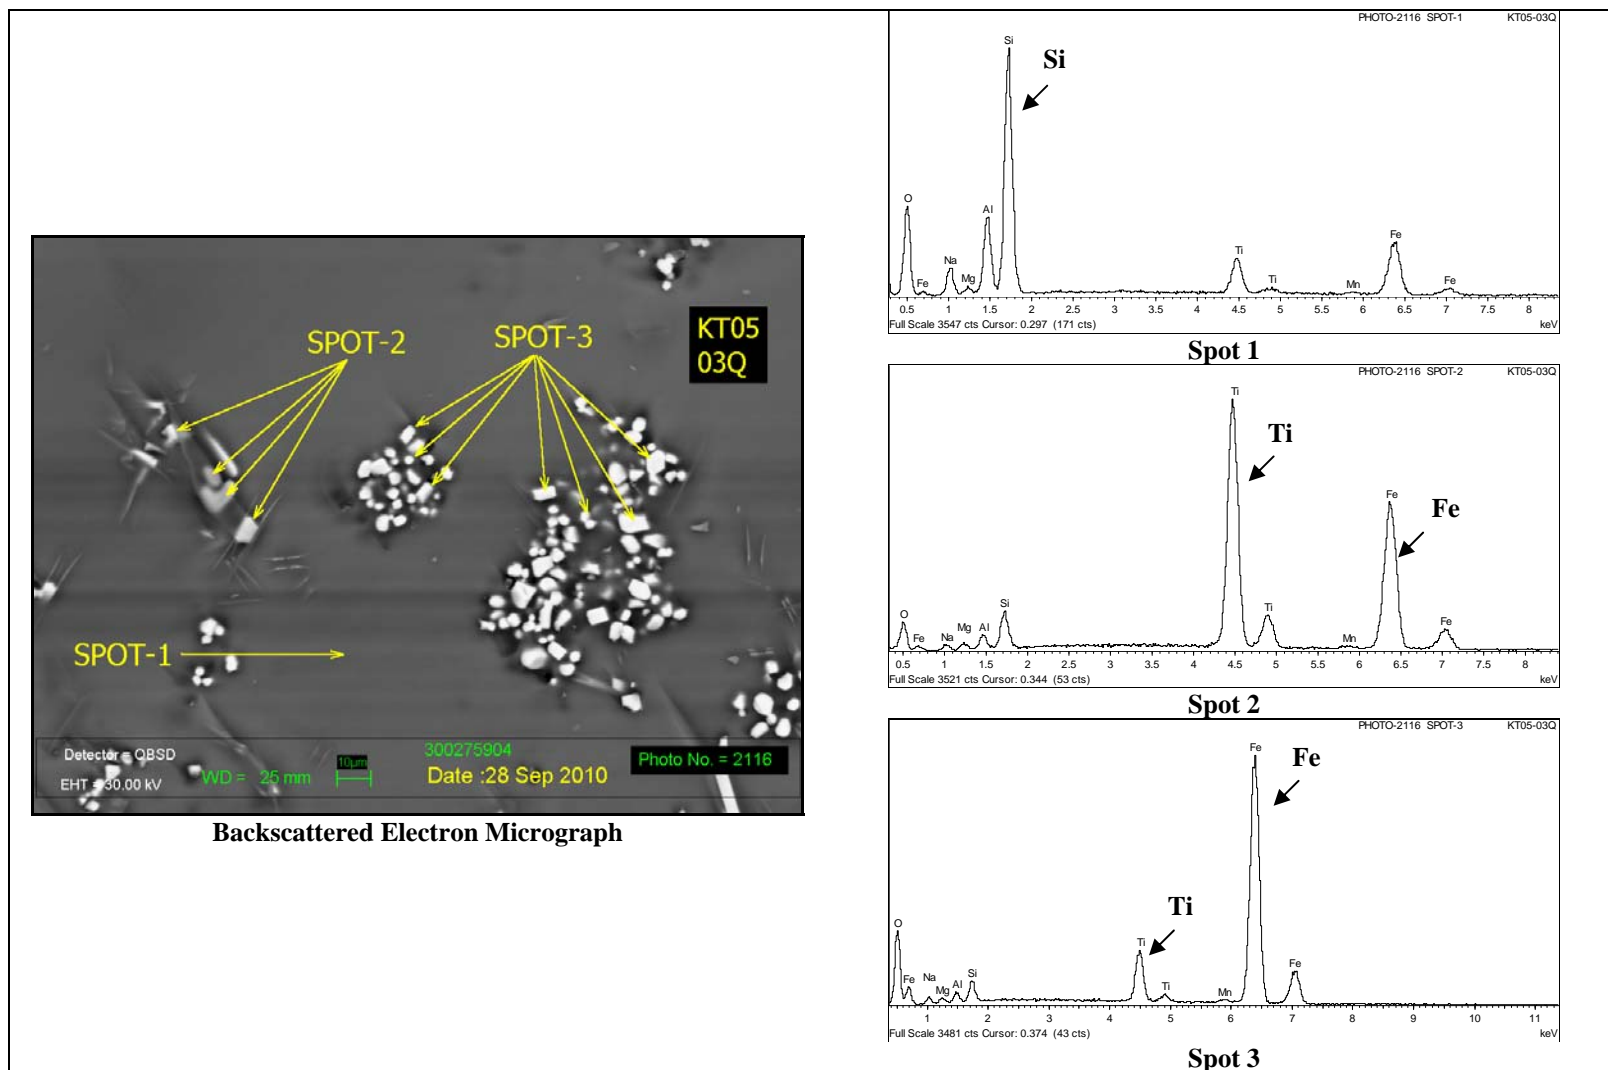 SPOT-2
SPOT-3
KT05
03Q
SPOT-1
Detector = QBSD
EHT = 30.00 kV
WD = 25 mm
10µm
300275904
Date :28 Sep 2010
Photo No. = 2116
Backscattered Electron Micrograph
PHOTO-2116 SPOT-1 KT05-03Q
Si
Si
O
Fe
Na
Mg
Al
Ti
Ti
Mn
Fe
Fe
0.5 1 1.5 2 2.5 3 3.5 4 4.5 5 5.5 6 6.5 7 7.5 8
Full Scale 3547 cts Cursor: 0.297 (171 cts) keV
Spot 1
PHOTO-2116 SPOT-2 KT05-03Q
Ti
Ti
Fe
Fe
O
Fe
Na
Mg
Al
Si
Ti
Mn
Fe
0.5 1 1.5 2 2.5 3 3.5 4 4.5 5 5.5 6 6.5 7 7.5 8
Full Scale 3521 cts Cursor: 0.344 (53 cts) keV
Spot 2
PHOTO-2116 SPOT-3 KT05-03Q
Fe
Fe
Ti
O
Fe
Na
Mg
Al
Si
Ti
Ti
Mn
Fe
1 2 3 4 5 6 7 8 9 10 11
Full Scale 3481 cts Cursor: 0.374 (43 cts) keV
Spot 3